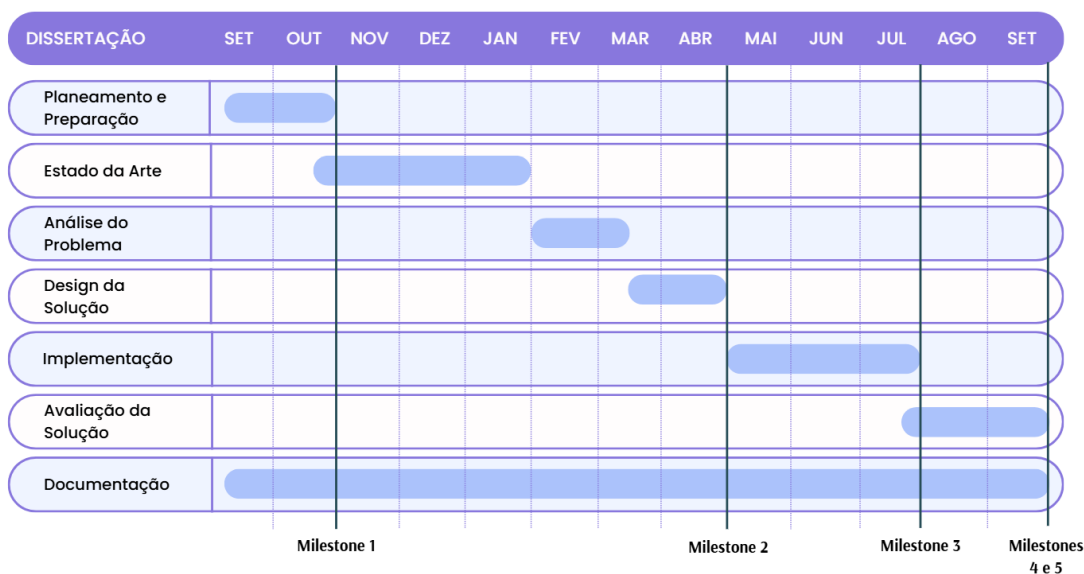 DISSERTAÇÃO SET OUT NOV DEZ JAN FEV MAR ABR MAI JUN JUL AGO SET
Planeamento e
Preparação
Estado da Arte
Análise do
Problema
Design da
Solução
Implementação
Avaliação da
Solução
Documentação
Milestone 1 Milestone 2 Milestone 3 Milestones
4 e 5